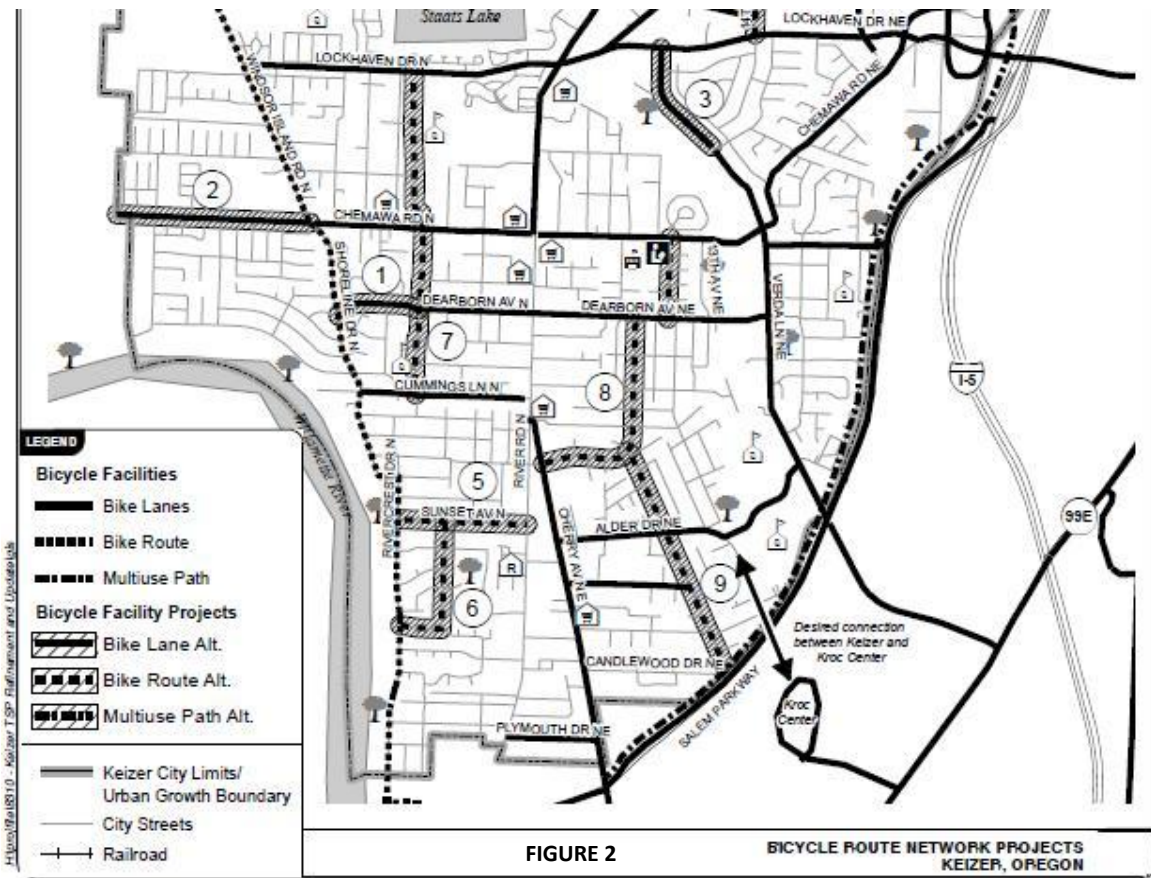 Staats Lake
LOCKHAVEN DR NE
LOCKHAVEN DR N
WINDSOR ISLAND RD N
3
CHEMAWA RD NE
2
CHEMAWA RD N
SHORELINE DR N
1
13TH AV NE
DEARBORN AV N
DEARBORN AV NE
VERDA LN NE
7
I-5
8
CUMMINGS LN N
LEGEND
Willamette River
RIVERCREST DR N
RIVER RD N
Bicycle Facilities
Bike Lanes
Bike Route
Multiuse Path
5
SUNSET AV N
CHERRY AV NE
ALDER DR NE
99E
R
9
6
Bicycle Facility Projects
Bike Lane Alt.
Bike Route Alt.
Multiuse Path Alt.
Desired connection
between Keizer and
Kroc Center
CANDLEWOOD DR NE
SALEM PARKWAY
Kroc
Center
PLYMOUTH DR NE
Keizer City Limits/
Urban Growth Boundary
City Streets
Railroad
FIGURE 2
BICYCLE ROUTE NETWORK PROJECTS
KEIZER, OREGON